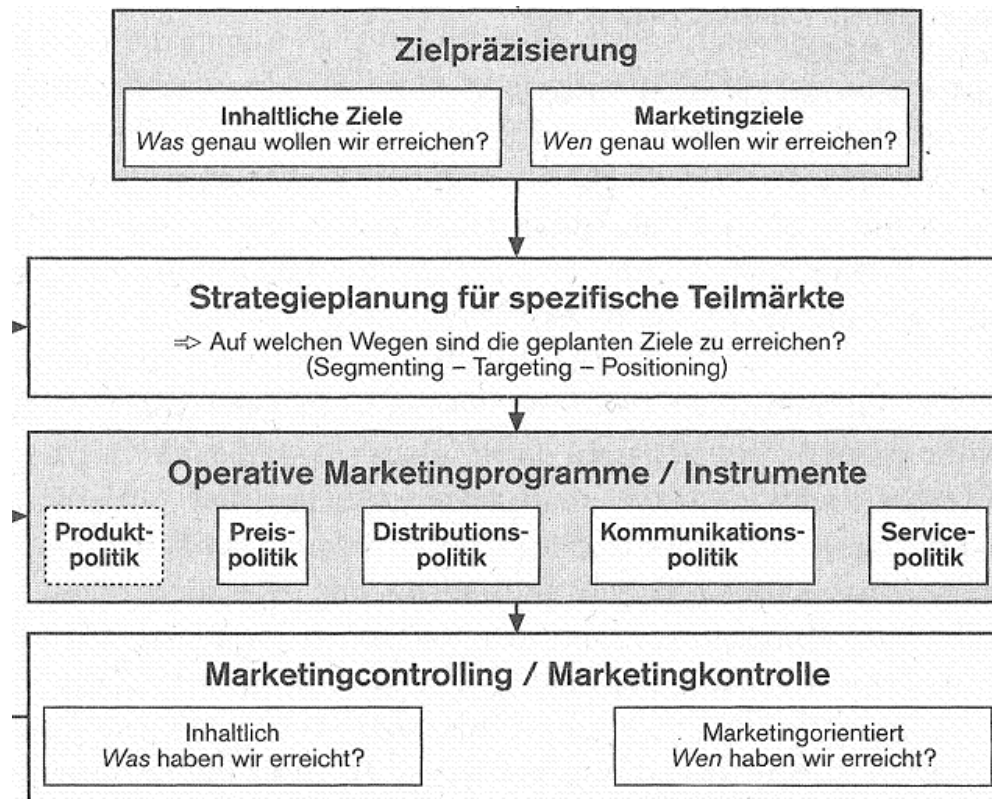 Zielpräzisierung
Inhaltliche Ziele
Was genau wollen wir erreichen?
Marketingziele
Wen genau wollen wir erreichen?
Strategieplanung für spezifische Teilmärkte
⇒ Auf welchen Wegen sind die geplanten Ziele zu erreichen?
(Segmenting – Targeting – Positioning)
Operative Marketingprogramme / Instrumente
Produkt-
politik
Preis-
politik
Distributions-
politik
Kommunikations-
politik
Service-
politik
Marketingcontrolling / Marketingkontrolle
Inhaltlich
Was haben wir erreicht?
Marketingorientiert
Wen haben wir erreicht?